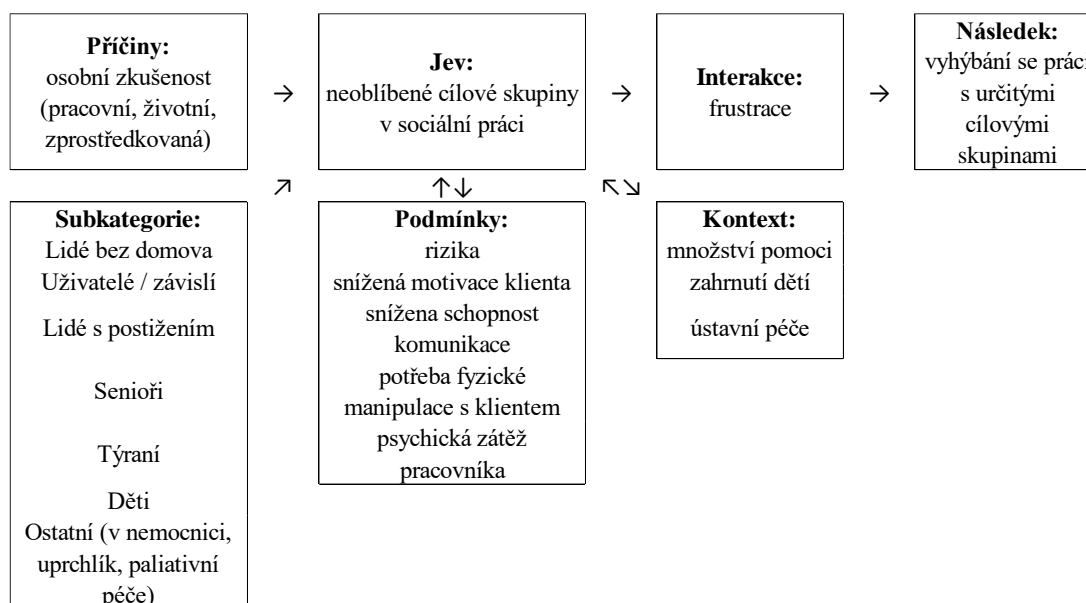 Příčiny:
osobní zkušenost
(pracovní, životní,
zprostředkovaná)
→
Jev:
neoblíbené cílové skupiny
v sociální práci
→
Interakce:
frustrace
→
Následek:
vyhýbání se práci
s určitými
cílovými
skupinami
↗
↑↓
↖↘
Subkategorie:
Lidé bez domova
Uživatelé / závislí
Lidé s postižením
Senioři
Týraní
Děti
Ostatní (v nemocnici,
uprchlík, paliativní
péče)
Podmínky:
rizika
snížená motivace klienta
snížena schopnost
komunikace
potřeba fyzické
manipulace s klientem
psychická zátěž
pracovníka
Kontext:
množství pomoci
zahrnutí dětí
ústavní péče